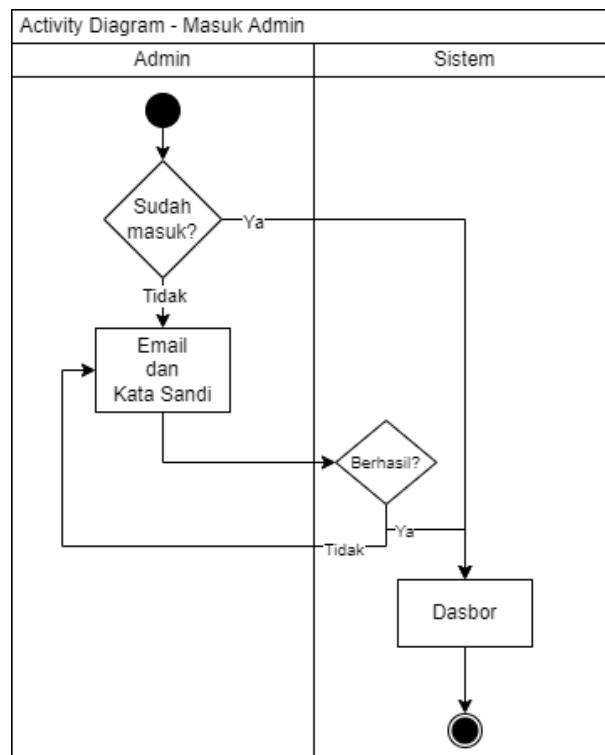 Activity Diagram - Masuk Admin
Admin
Sistem
Sudah
masuk?
Ya
Tidak
Email
dan
Kata Sandi
Berhasil?
Ya
Tidak
Dasbor